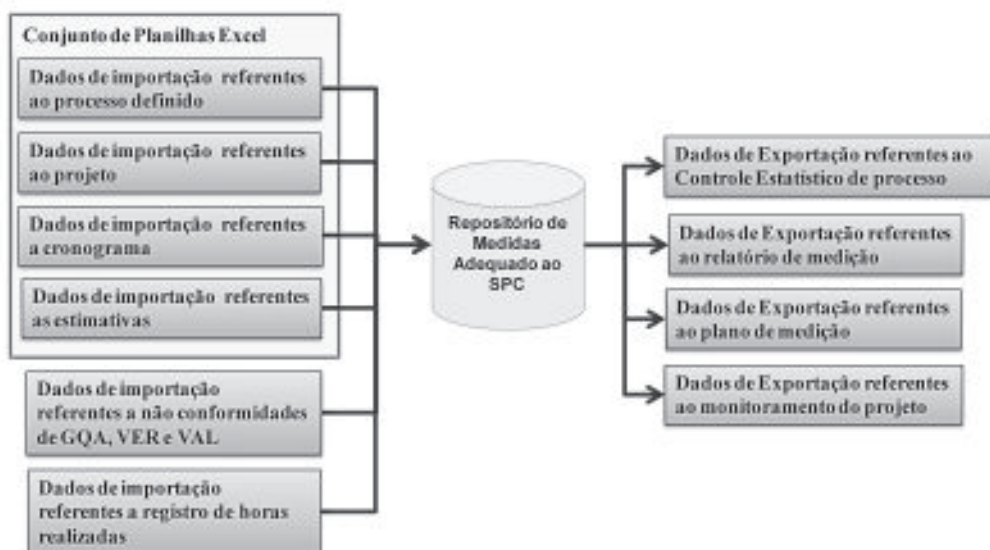 Conjunto de Planilhas Excel
Dados de importação referentes
ao processo definido
Dados de importação referentes
ao projeto
Dados de importação referentes
a cronograma
Dados de importação referentes
as estimativas
Dados de importação
referentes a não conformidades
de GQA, VER e VAL
Dados de importação
referentes a registro de horas
realizadas
Repositório de
Medidas
Adequado ao
SPC
Dados de Exportação referentes ao
Controle Estatístico de processo
Dados de Exportação referentes
ao relatório de medição
Dados de Exportação referentes
ao plano de medição
Dados de Exportação referentes
ao monitoramento do projeto